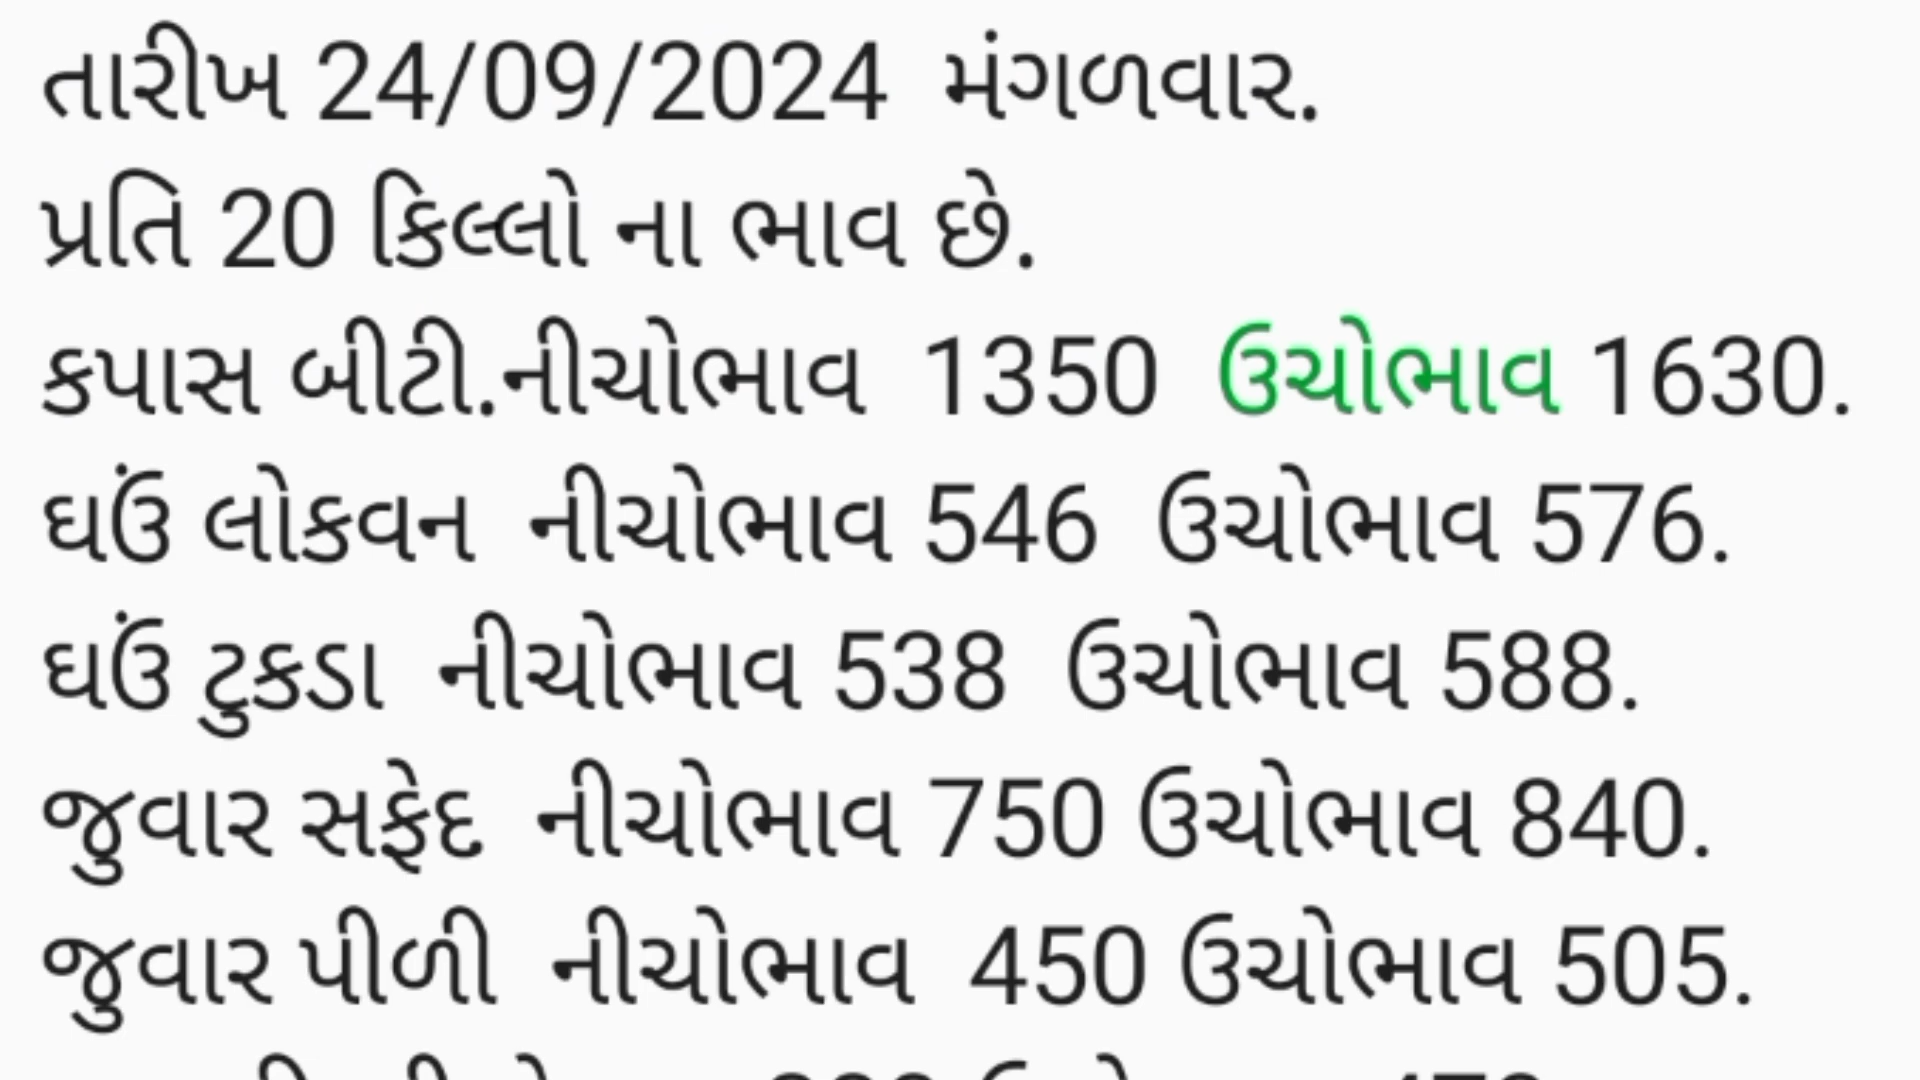 તારીખ 24/09/2024 મંગળવાર.
પ્રતિ 20 કિલ્લો ના ભાવ છે.
કપાસ બીટી.નીચોભાવ 1350 ઉચોભાવ 1630.
ઘઉં લોકવન નીચોભાવ 546 ઉચોભાવ 576.
ઘઉં ટુકડા નીચોભાવ 538 ઉચોભાવ 588.
જુવાર સફેદ નીચોભાવ 750 ઉચોભાવ 840.
જુવાર પીળી નીચોભાવ 450 ઉચોભાવ 505.